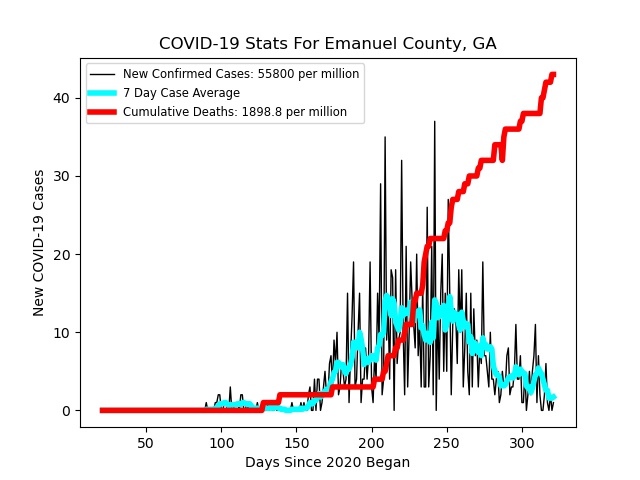 COVID-19 Stats For Emanuel County, GA
New Confirmed Cases: 55800 per million
7 Day Case Average
Cumulative Deaths: 1898.8 per million
New COVID-19 Cases
40
30
20
10
0
50 100 150 200 250 300
Days Since 2020 Began